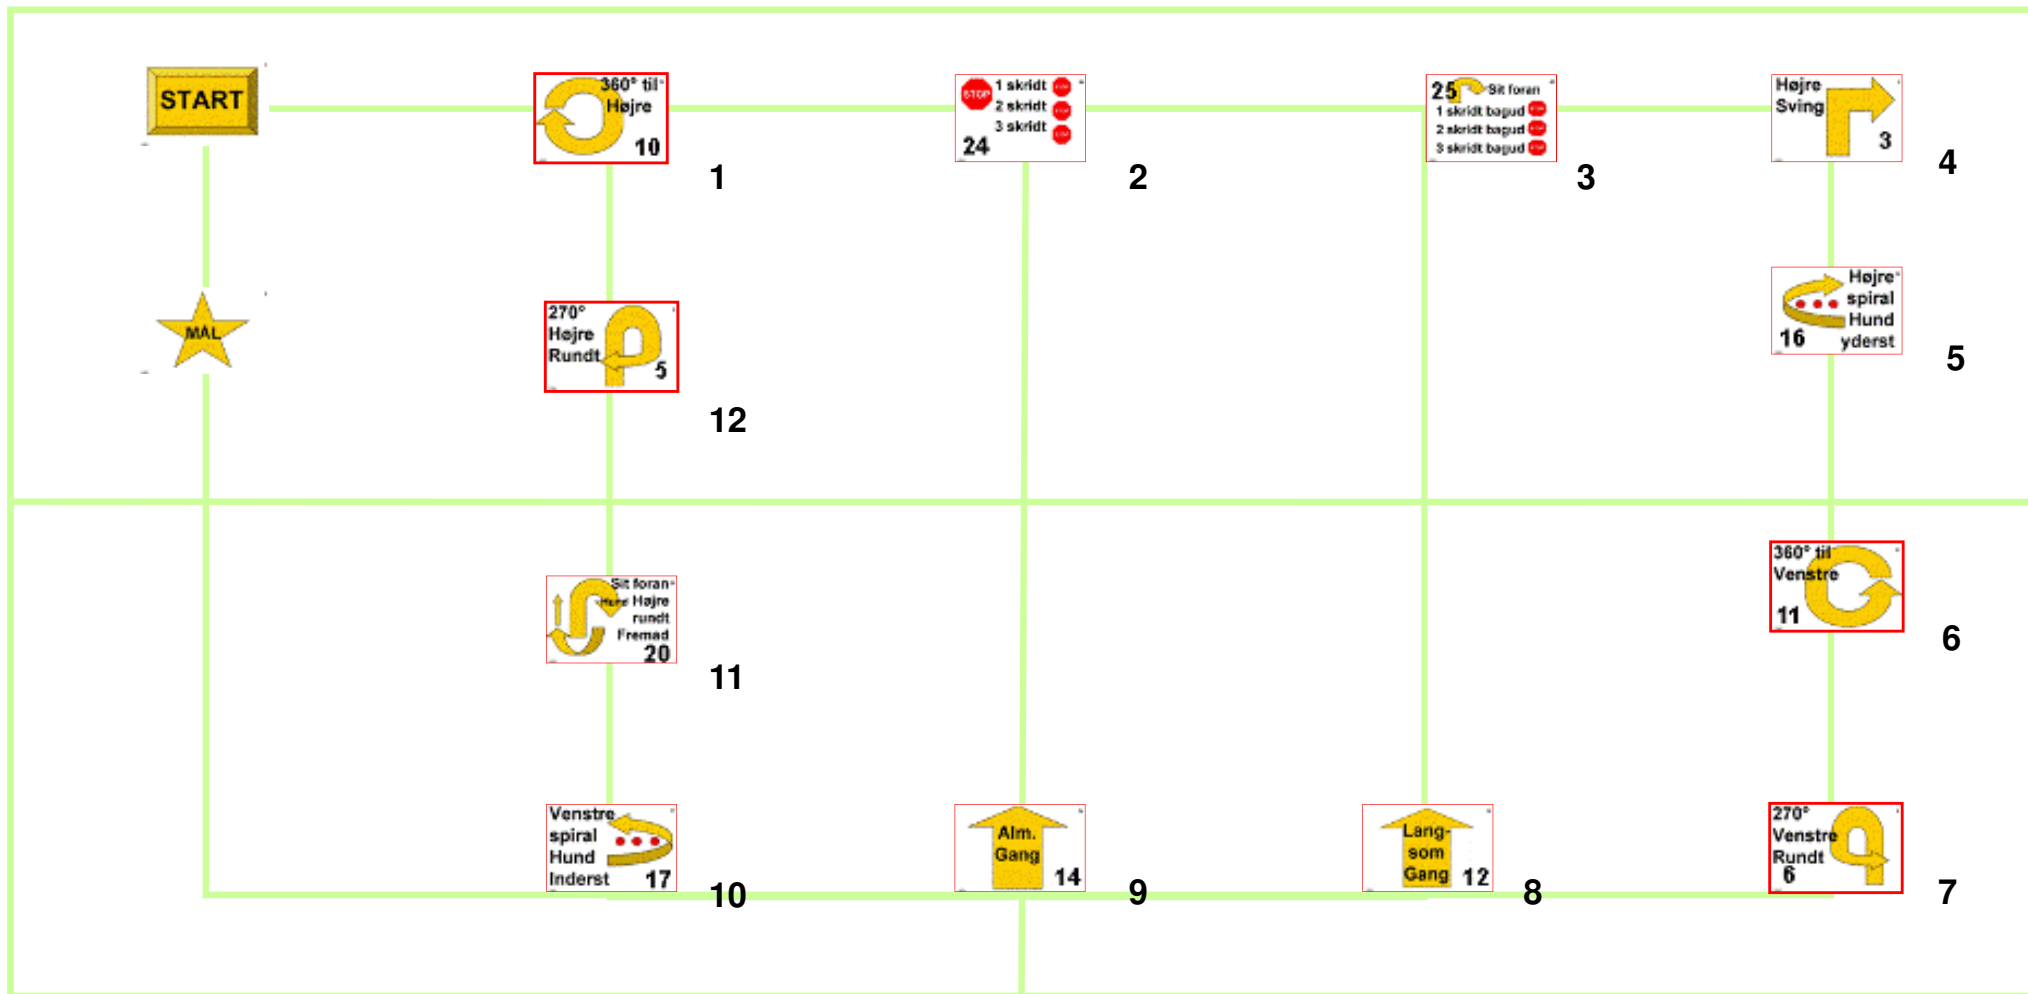 START
360° til
Højre
10
1
STOP
1 skridt
2 skridt
3 skridt
24
2
25
Sit foran
1 skridt bagud
2 skridt bagud
3 skridt bagud
3
Højre
Sving
3
4
MÅL
270°
Højre
Rundt
5
12
Højre
spiral
Hund
yderst
16
5
Sit foran
Hund Højre
rundt
Fremad
20
11
360° til
Venstre
11
6
Venstre
spiral
Hund
Inderst
17
10
Alm.
Gang
14
9
Lang-
som
Gang
12
8
270°
Venstre
Rundt
6
7